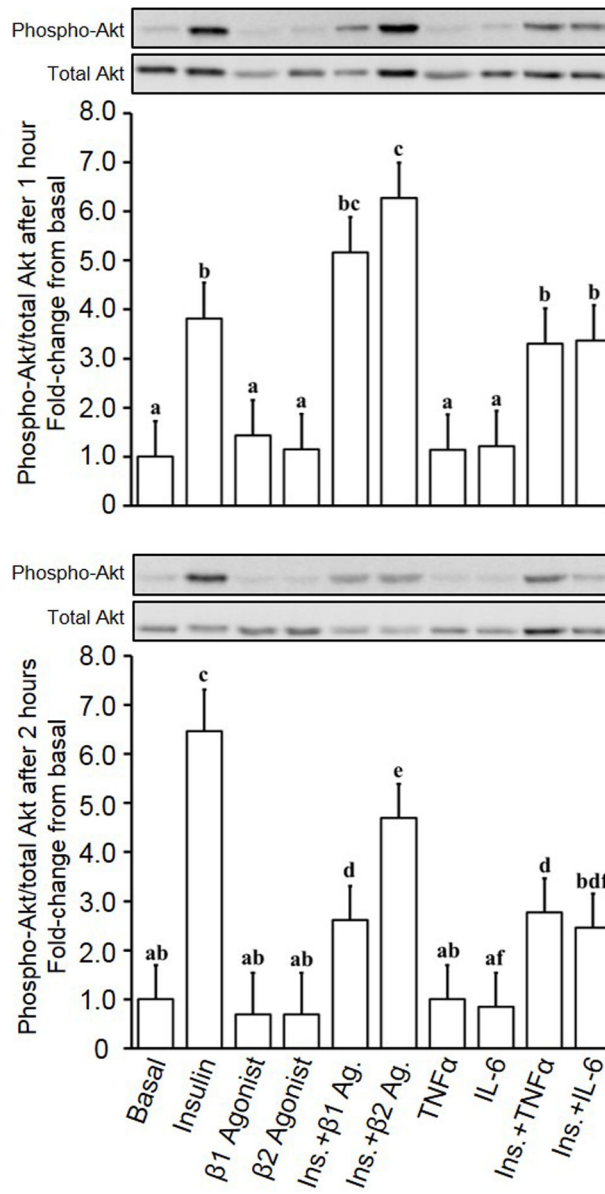 Phospho-Akt
Total Akt
Phospho-Akt/total Akt after 1 hour
Fold-change from basal
8.0
7.0
6.0
5.0
4.0
3.0
2.0
1.0
0
a
b
a
a
bc
c
a
a
b
b
Phospho-Akt
Total Akt
Phospho-Akt/total Akt after 2 hours
Fold-change from basal
8.0
7.0
6.0
5.0
4.0
3.0
2.0
1.0
0
ab
c
ab
ab
d
e
ab
af
d
bdf
Basal
Insulin
β1 Agonist
β2 Agonist
Ins.+β1 Ag.
Ins.+β2 Ag.
TNFα
IL-6
Ins.+TNFα
Ins.+IL-6